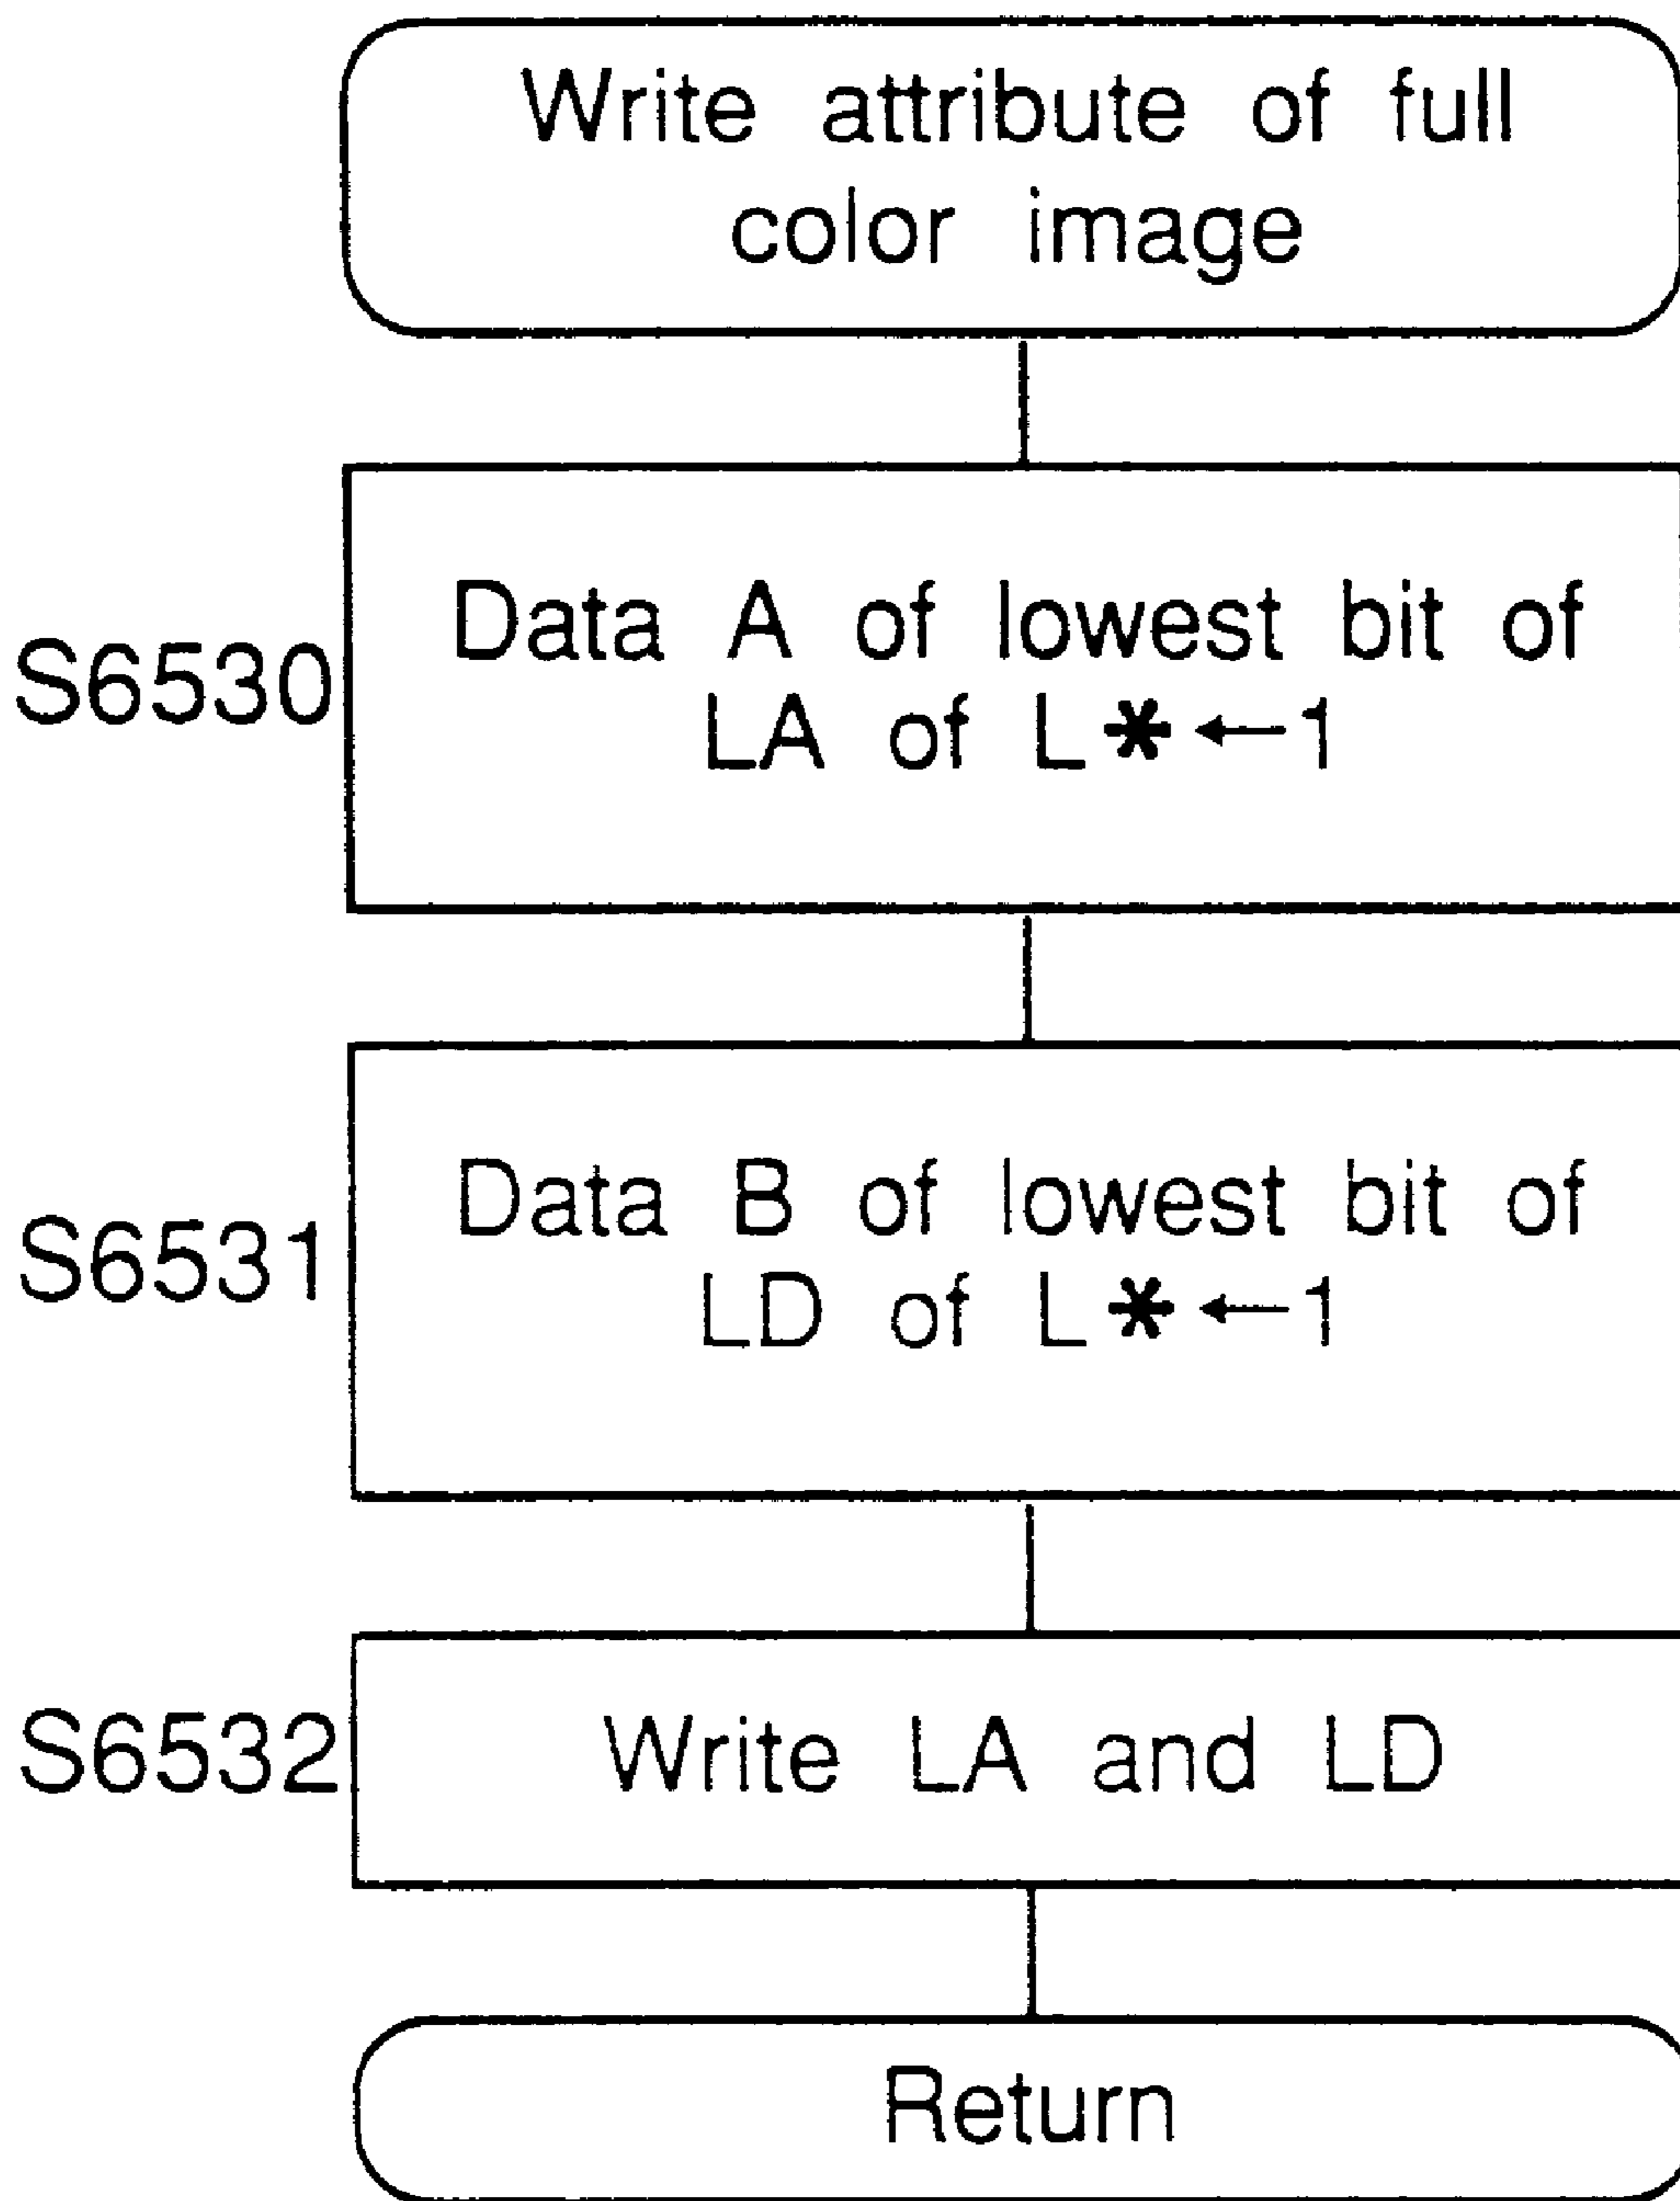 Write attribute of full
color image
S6530
Data A of lowest bit of
LA of L*←1
S6531
Data B of lowest bit of
LD of L*←1
S6532
Write LA and LD
Return